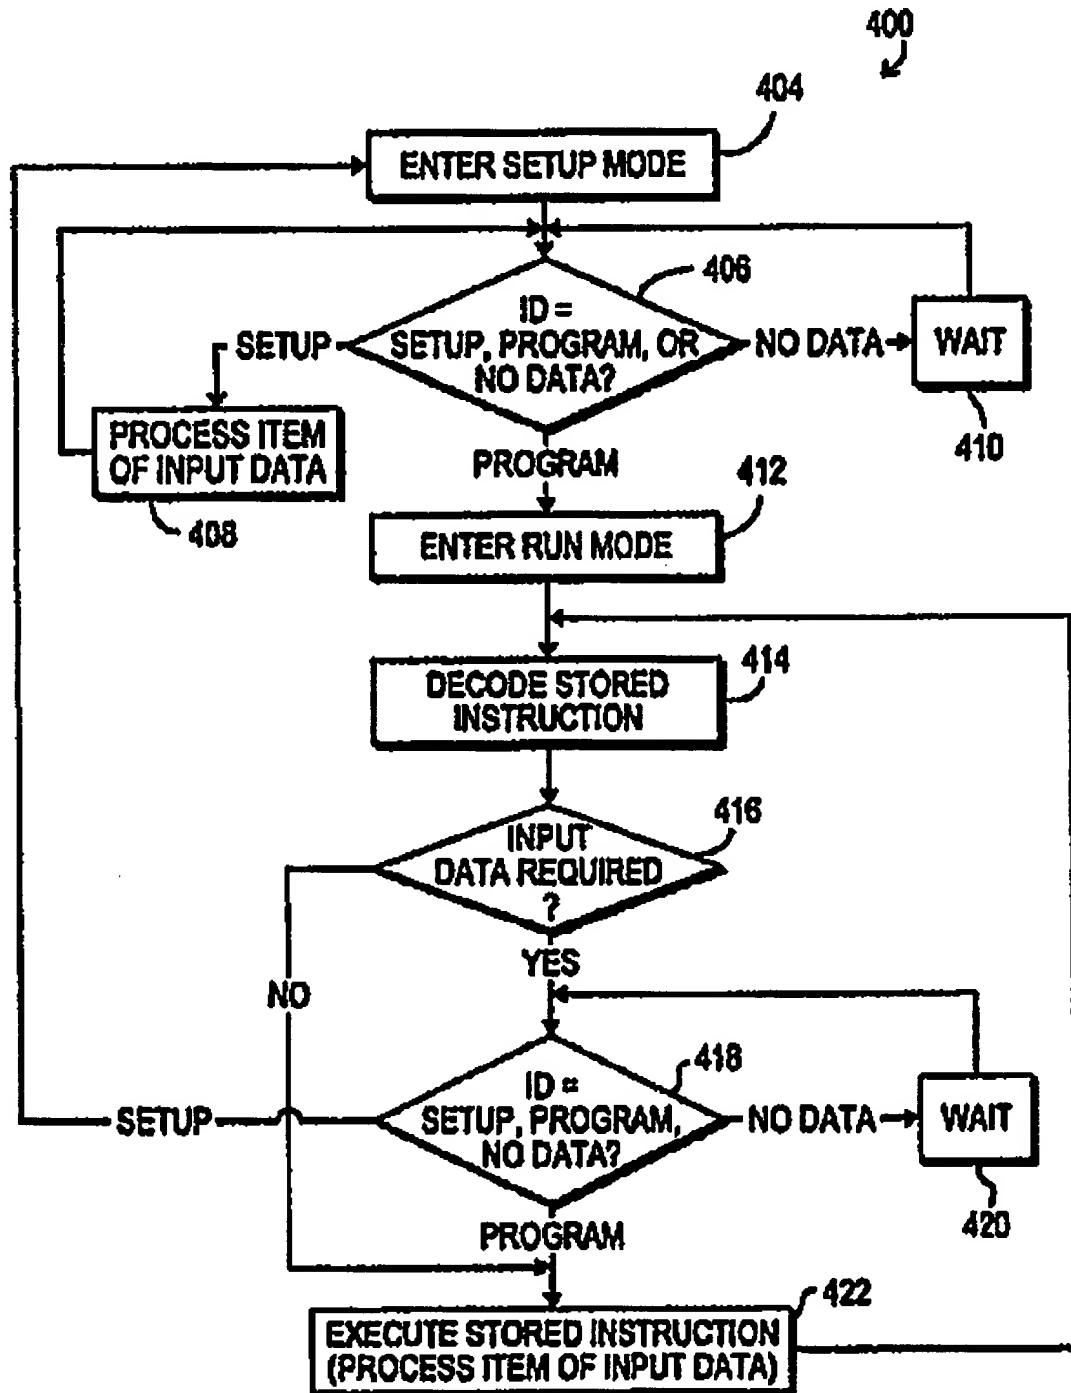 400
404
ENTER SETUP MODE
406
ID =
SETUP, PROGRAM, OR
NO DATA?
SETUP
NO DATA
WAIT
410
PROCESS ITEM
OF INPUT DATA
408
PROGRAM
412
ENTER RUN MODE
414
DECODE STORED
INSTRUCTION
416
INPUT
DATA REQUIRED
?
YES
NO
418
ID =
SETUP, PROGRAM,
NO DATA?
SETUP
NO DATA
WAIT
420
PROGRAM
422
EXECUTE STORED INSTRUCTION
(PROCESS ITEM OF INPUT DATA)